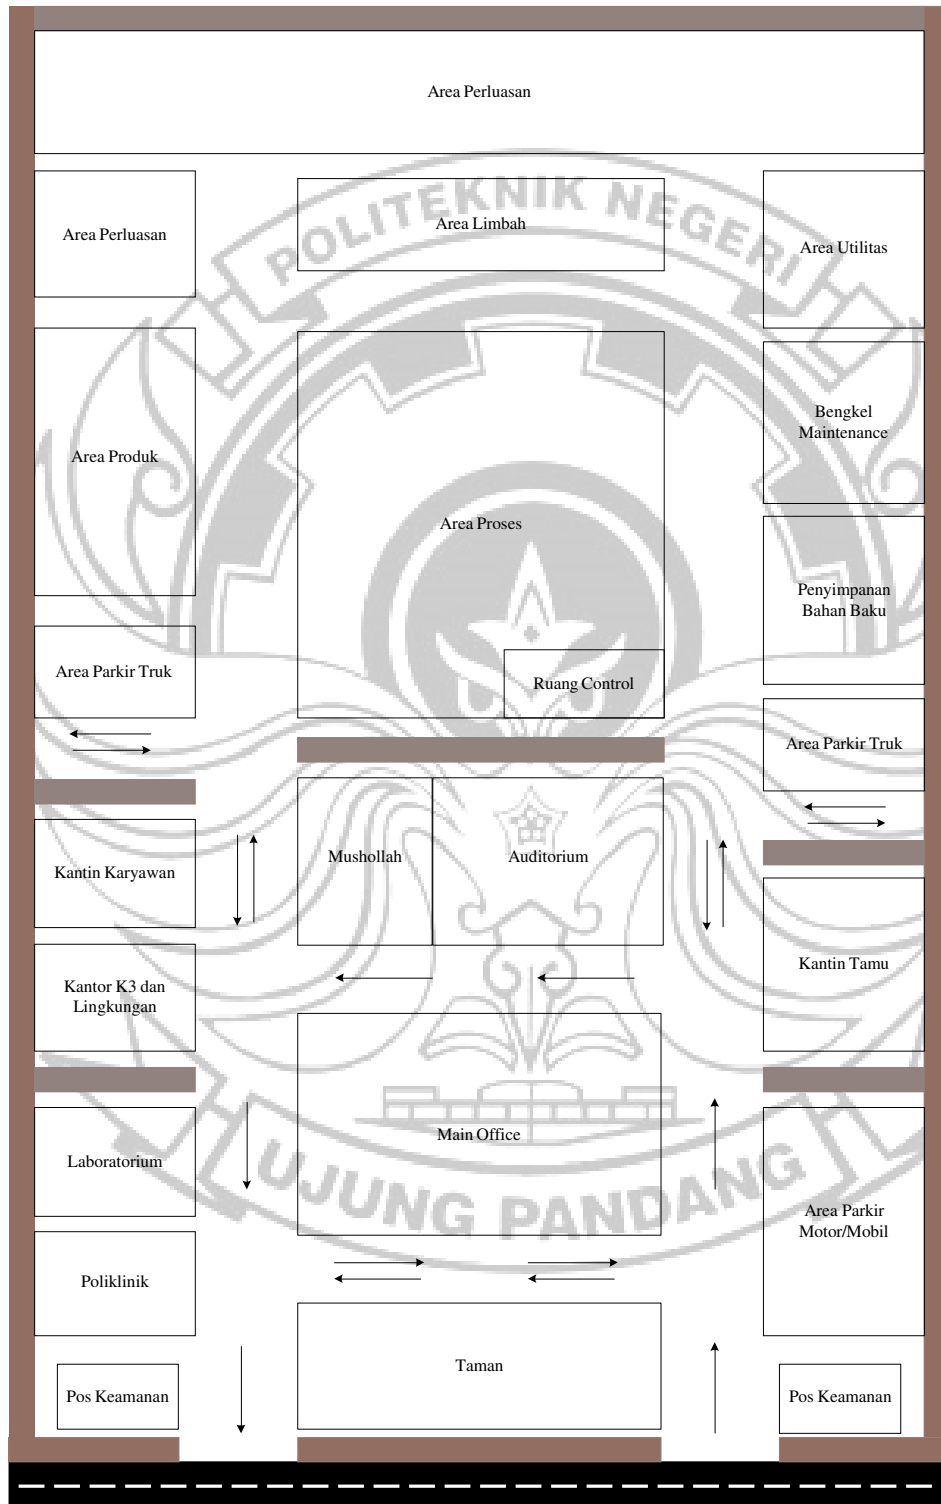 Area Perluasan
POLITEKNIK NEGERI
Area Perluasan
Area Limbah
Area Utilitas
Bengkel
Maintenance
Area Produk
Area Proses
Penyimpanan
Bahan Baku
Area Parkir Truk
Ruang Control
Area Parkir Truk
Mushollah
Auditorium
Kantin Karyawan
Kantin Tamu
Kantor K3 dan
Lingkungan
Main Office
Laboratorium
UJUNG PANDANG
Area Parkir
Motor/Mobil
Poliklinik
Taman
Pos Keamanan
Pos Keamanan